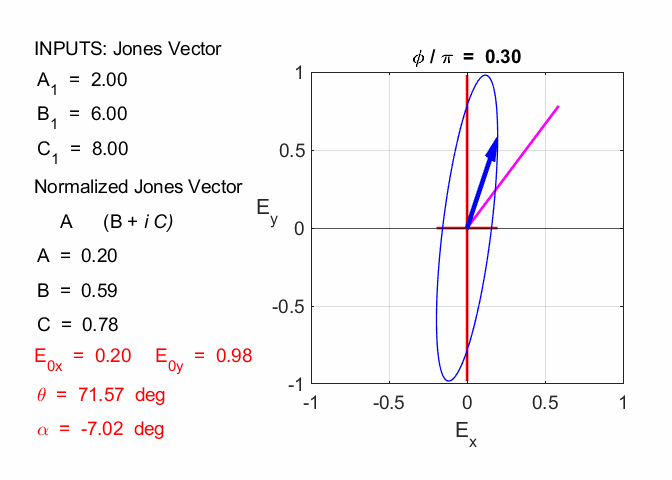 INPUTS: Jones Vector
A1 = 2.00
B1 = 6.00
C1 = 8.00
Normalized Jones Vector
A (B + i C)
A = 0.20
B = 0.59
C = 0.78
E0x = 0.20 E0y = 0.98
θ = 71.57 deg
α = -7.02 deg
ϕ / π = 0.30
1
0.5
0
-0.5
-1
Ey
-1 -0.5 0 0.5 1
Ex